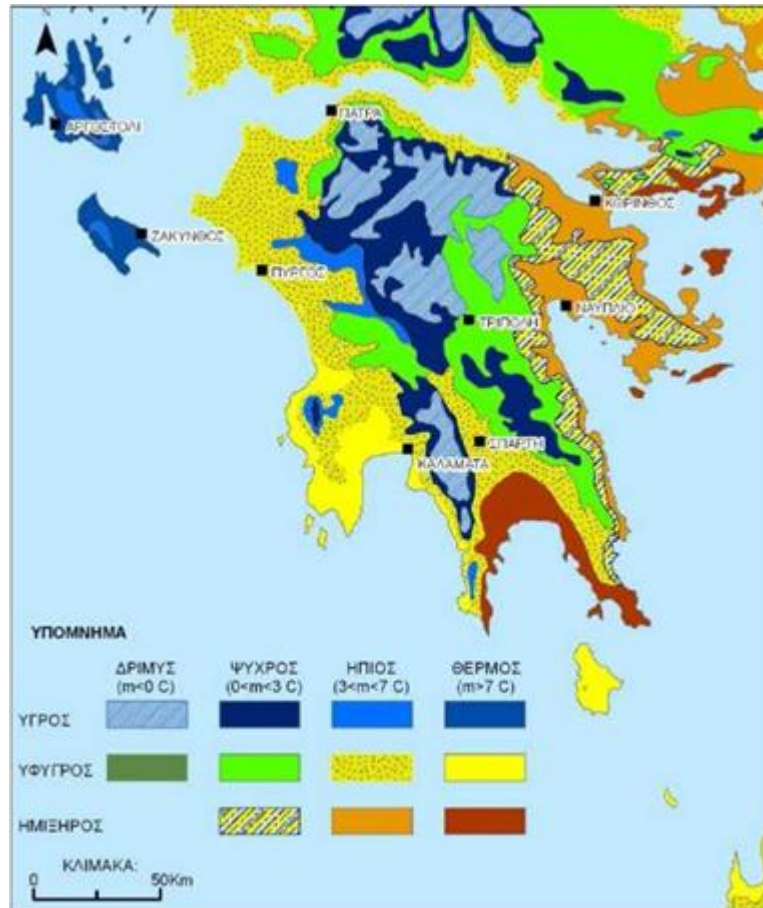 ΠΑΤΡΑ
ΑΡΓΟΣΤΟΛΙ
ΚΟΡΙΝΘΟΣ
ΖΑΚΥΝΘΟΣ
ΠΥΡΓΟΣ
ΝΑΥΠΛΙΟ
ΤΡΙΠΟΛΗ
ΣΠΑΡΤΗ
ΚΑΛΑΜΑΤΑ
ΥΠΟΜΝΗΜΑ
ΔΡΙΜΥΣ ΨΥΧΡΟΣ ΗΠΙΟΣ ΘΕΡΜΟΣ
(m<0 C) (0<m<3 C) (3<m<7 C) (m>7 C)
ΥΓΡΟΣ
ΥΦΥΓΡΟΣ
ΗΜΙΞΗΡΟΣ
ΚΛΙΜΑΚΑ:
0 50Km